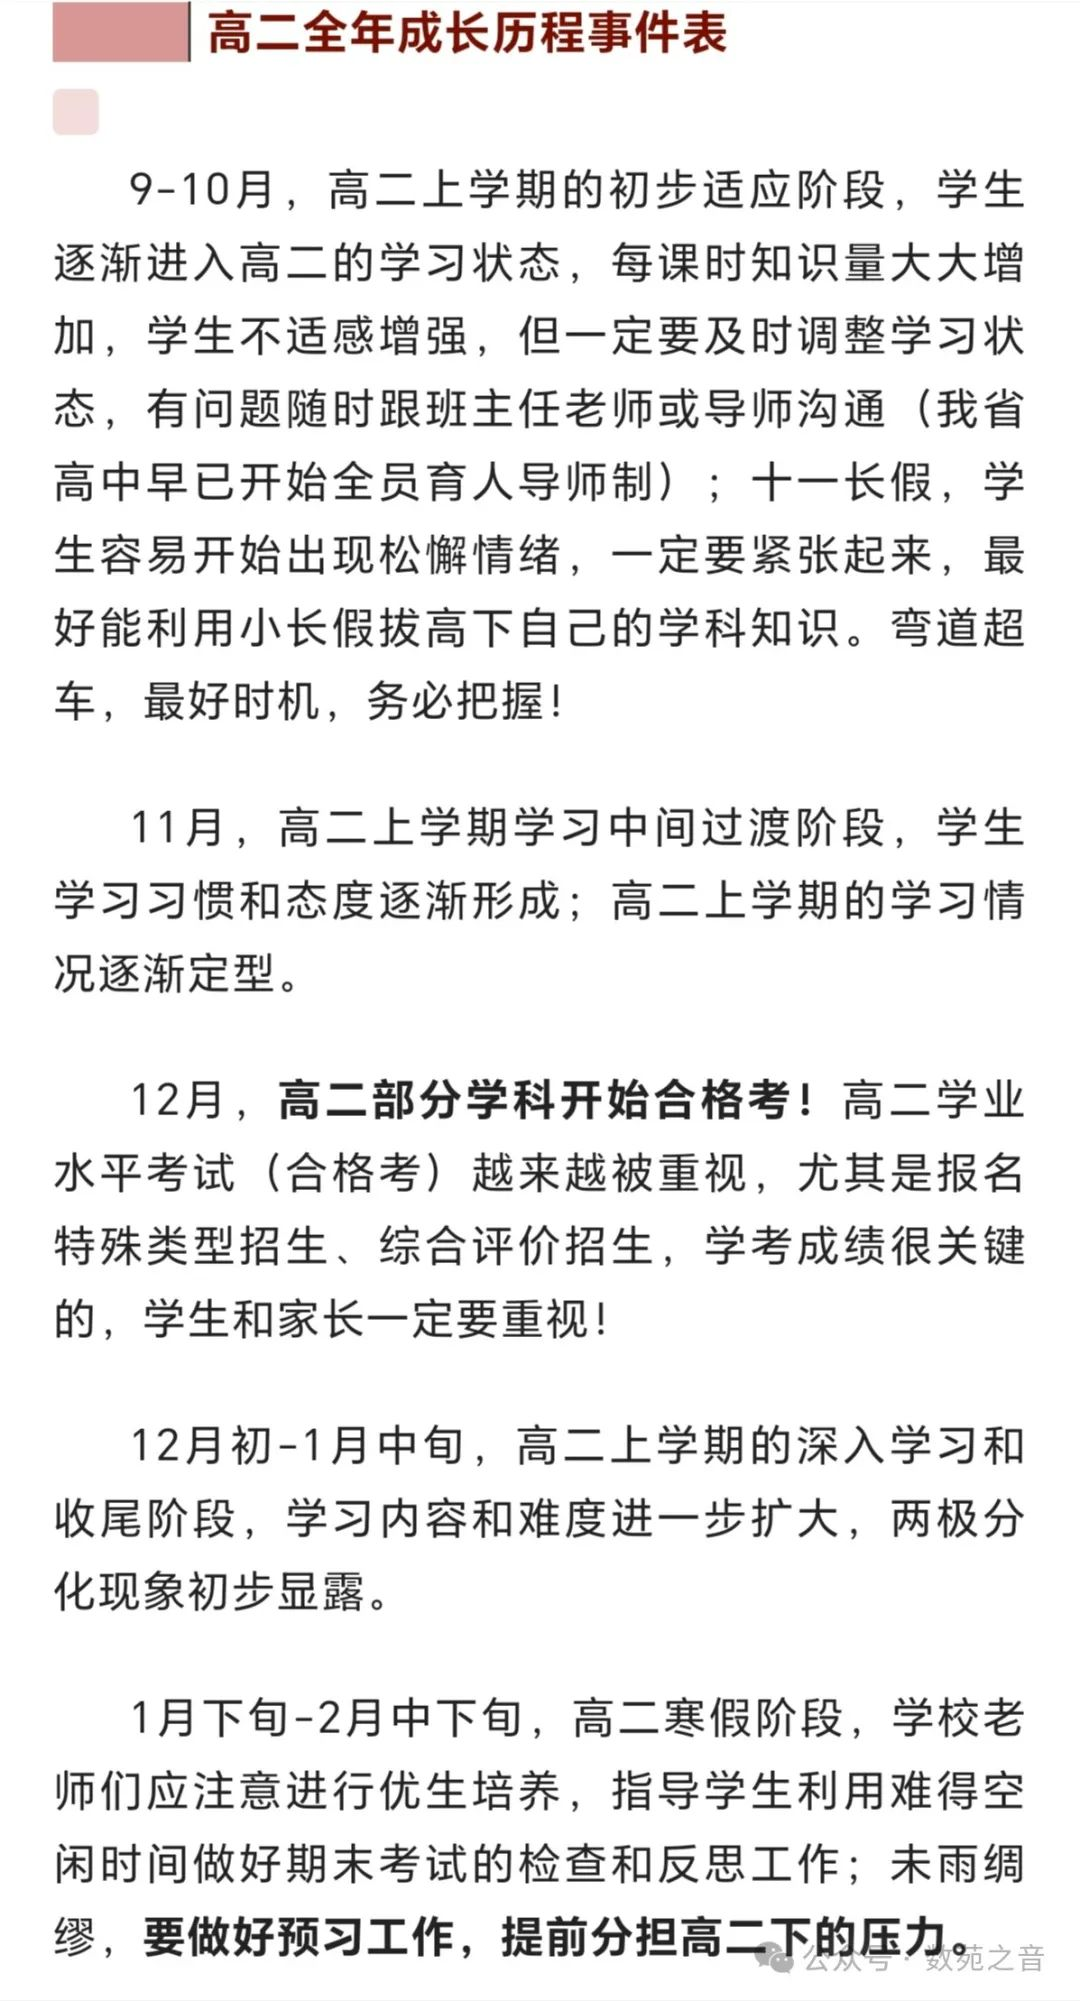 高二全年成长历程事件表
9-10月，高二上学期的初步适应阶段，学生
逐渐进入高二的学习状态，每课时知识量大大增
加，学生不适感增强，但一定要及时调整学习状
态，有问题随时跟班主任老师或导师沟通（我省
高中早已开始全员育人导师制）；十一长假，学
生容易开始出现松懈情绪，一定要紧张起来，最
好能利用小长假拔高下自己的学科知识。弯道超
车，最好时机，务必把握！
11月，高二上学期学习中间过渡阶段，学生
学习习惯和态度逐渐形成；高二上学期的学习情
况逐渐定型。
12月，高二部分学科开始合格考！高二学业
水平考试（合格考）越来越被重视，尤其是报名
特殊类型招生、综合评价招生，学考成绩很关键
的，学生和家长一定要重视！
12月初-1月中旬，高二上学期的深入学习和
收尾阶段，学习内容和难度进一步扩大，两极分
化现象初步显露。
1月下旬-2月中下旬，高二寒假阶段，学校老
师们应注意进行优生培养，指导学生利用难得空
闲时间做好期末考试的检查和反思工作；未雨绸
缪，要做好预习工作，提前分担高二下的压力。
公众号·数苑之音